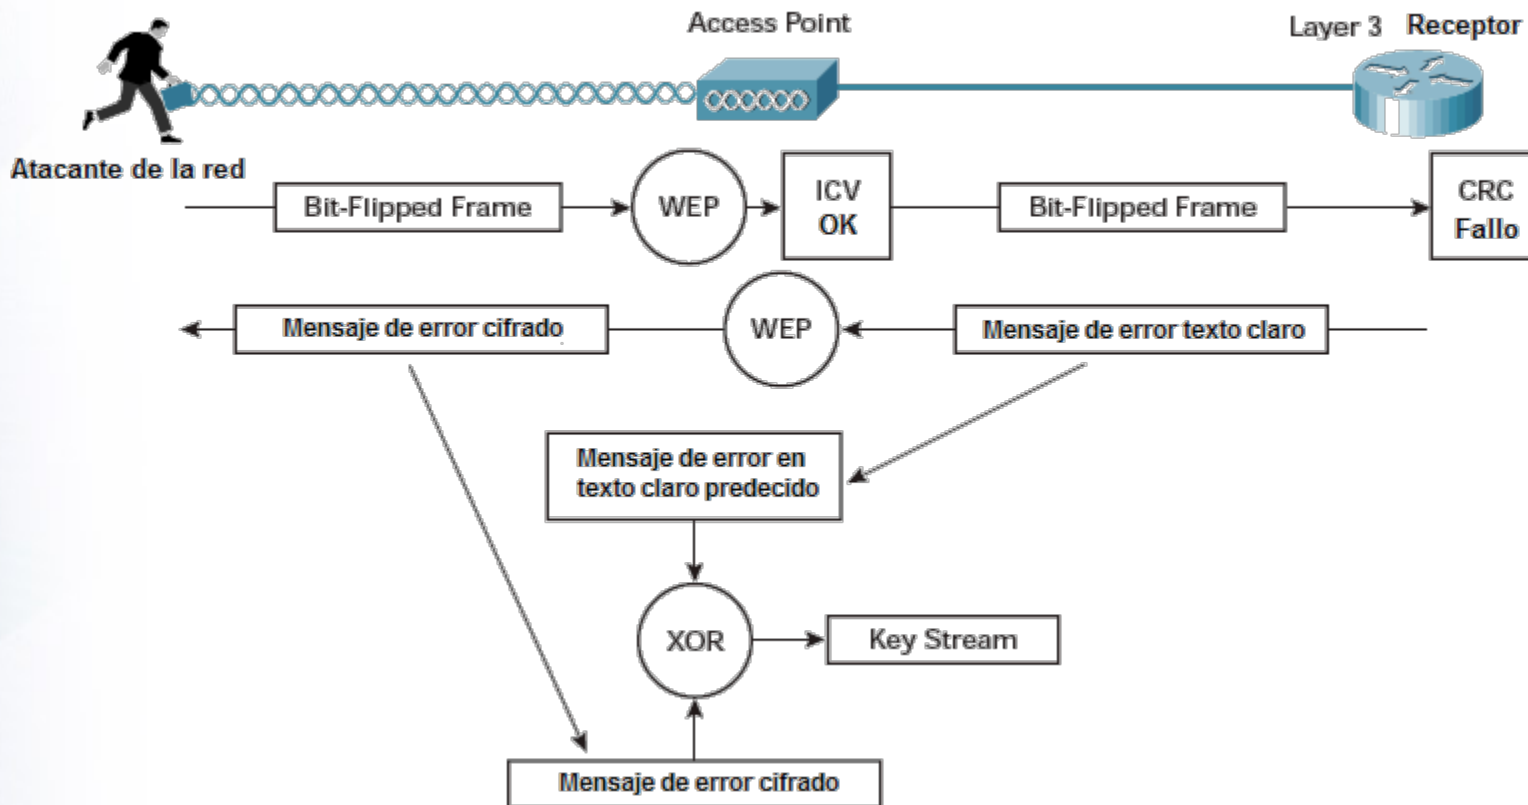 Access Point
Layer 3 Receptor
Atacante de la red
Bit-Flipped Frame
WEP
ICV
OK
Bit-Flipped Frame
CRC
Fallo
Mensaje de error cifrado
WEP
Mensaje de error texto claro
Mensaje de error en
texto claro predecido
XOR
Key Stream
Mensaje de error cifrado